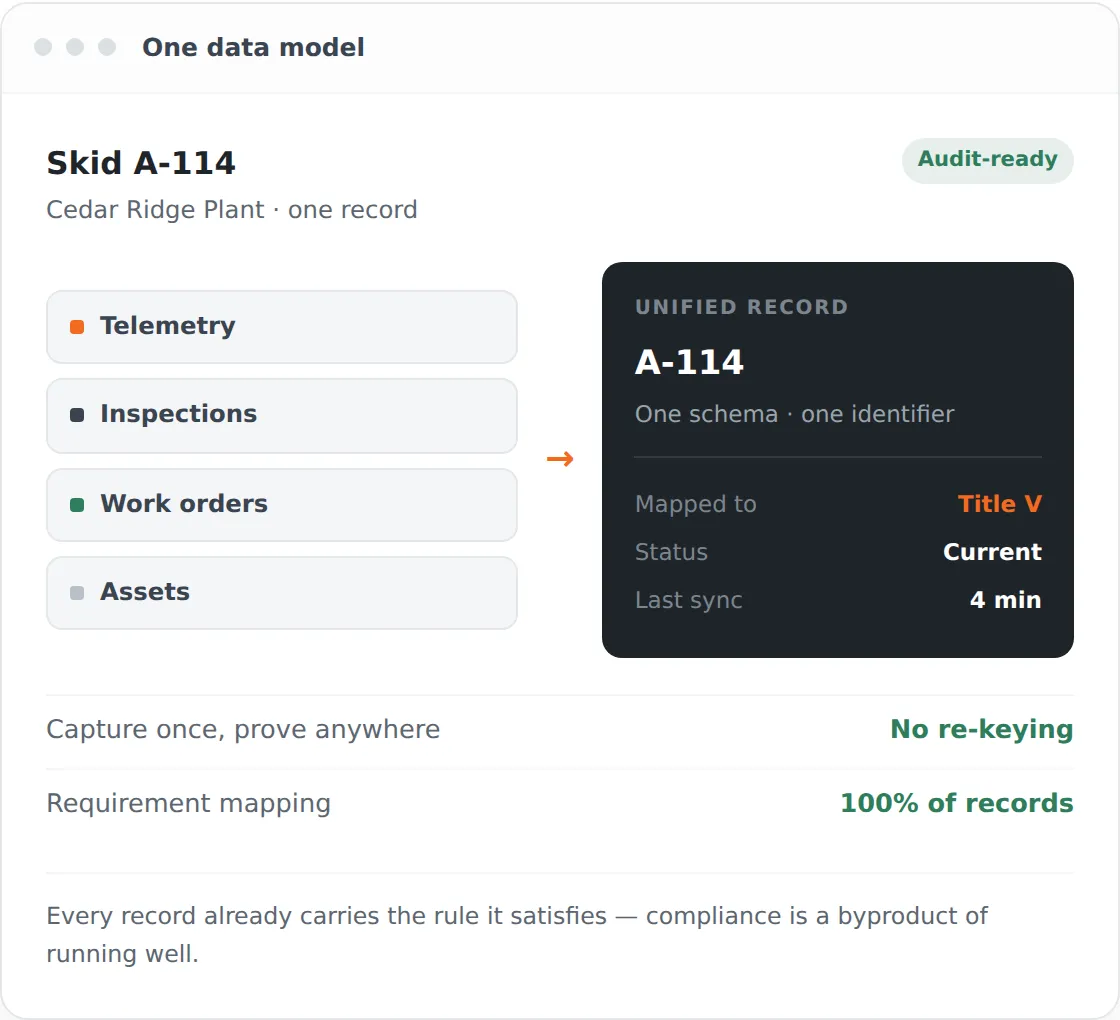 One data model
Skid A-114
Audit-ready
Cedar Ridge Plant · one record
Telemetry
Inspections
Work orders
Assets
→
UNIFIED RECORD
A-114
One schema · one identifier
Mapped to Title V
Status Current
Last sync 4 min
Capture once, prove anywhere No re-keying
Requirement mapping 100% of records
Every record already carries the rule it satisfies — compliance is a byproduct of
running well.